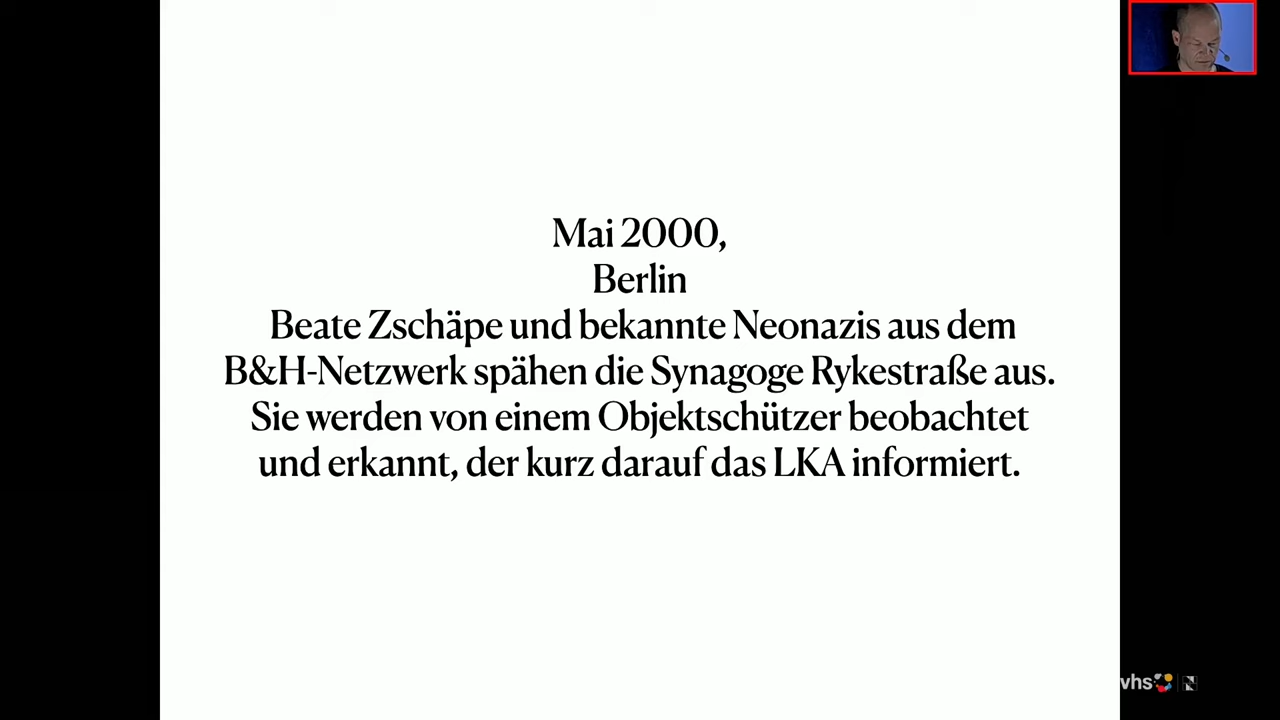 Mai 2000,
Berlin
Beate Zschäpe und bekannte Neonazis aus dem
B&H-Netzwerk spähen die Synagoge Rykestraße aus.
Sie werden von einem Objektschützer beobachtet
und erkannt, der kurz darauf das LKA informiert.
vhs